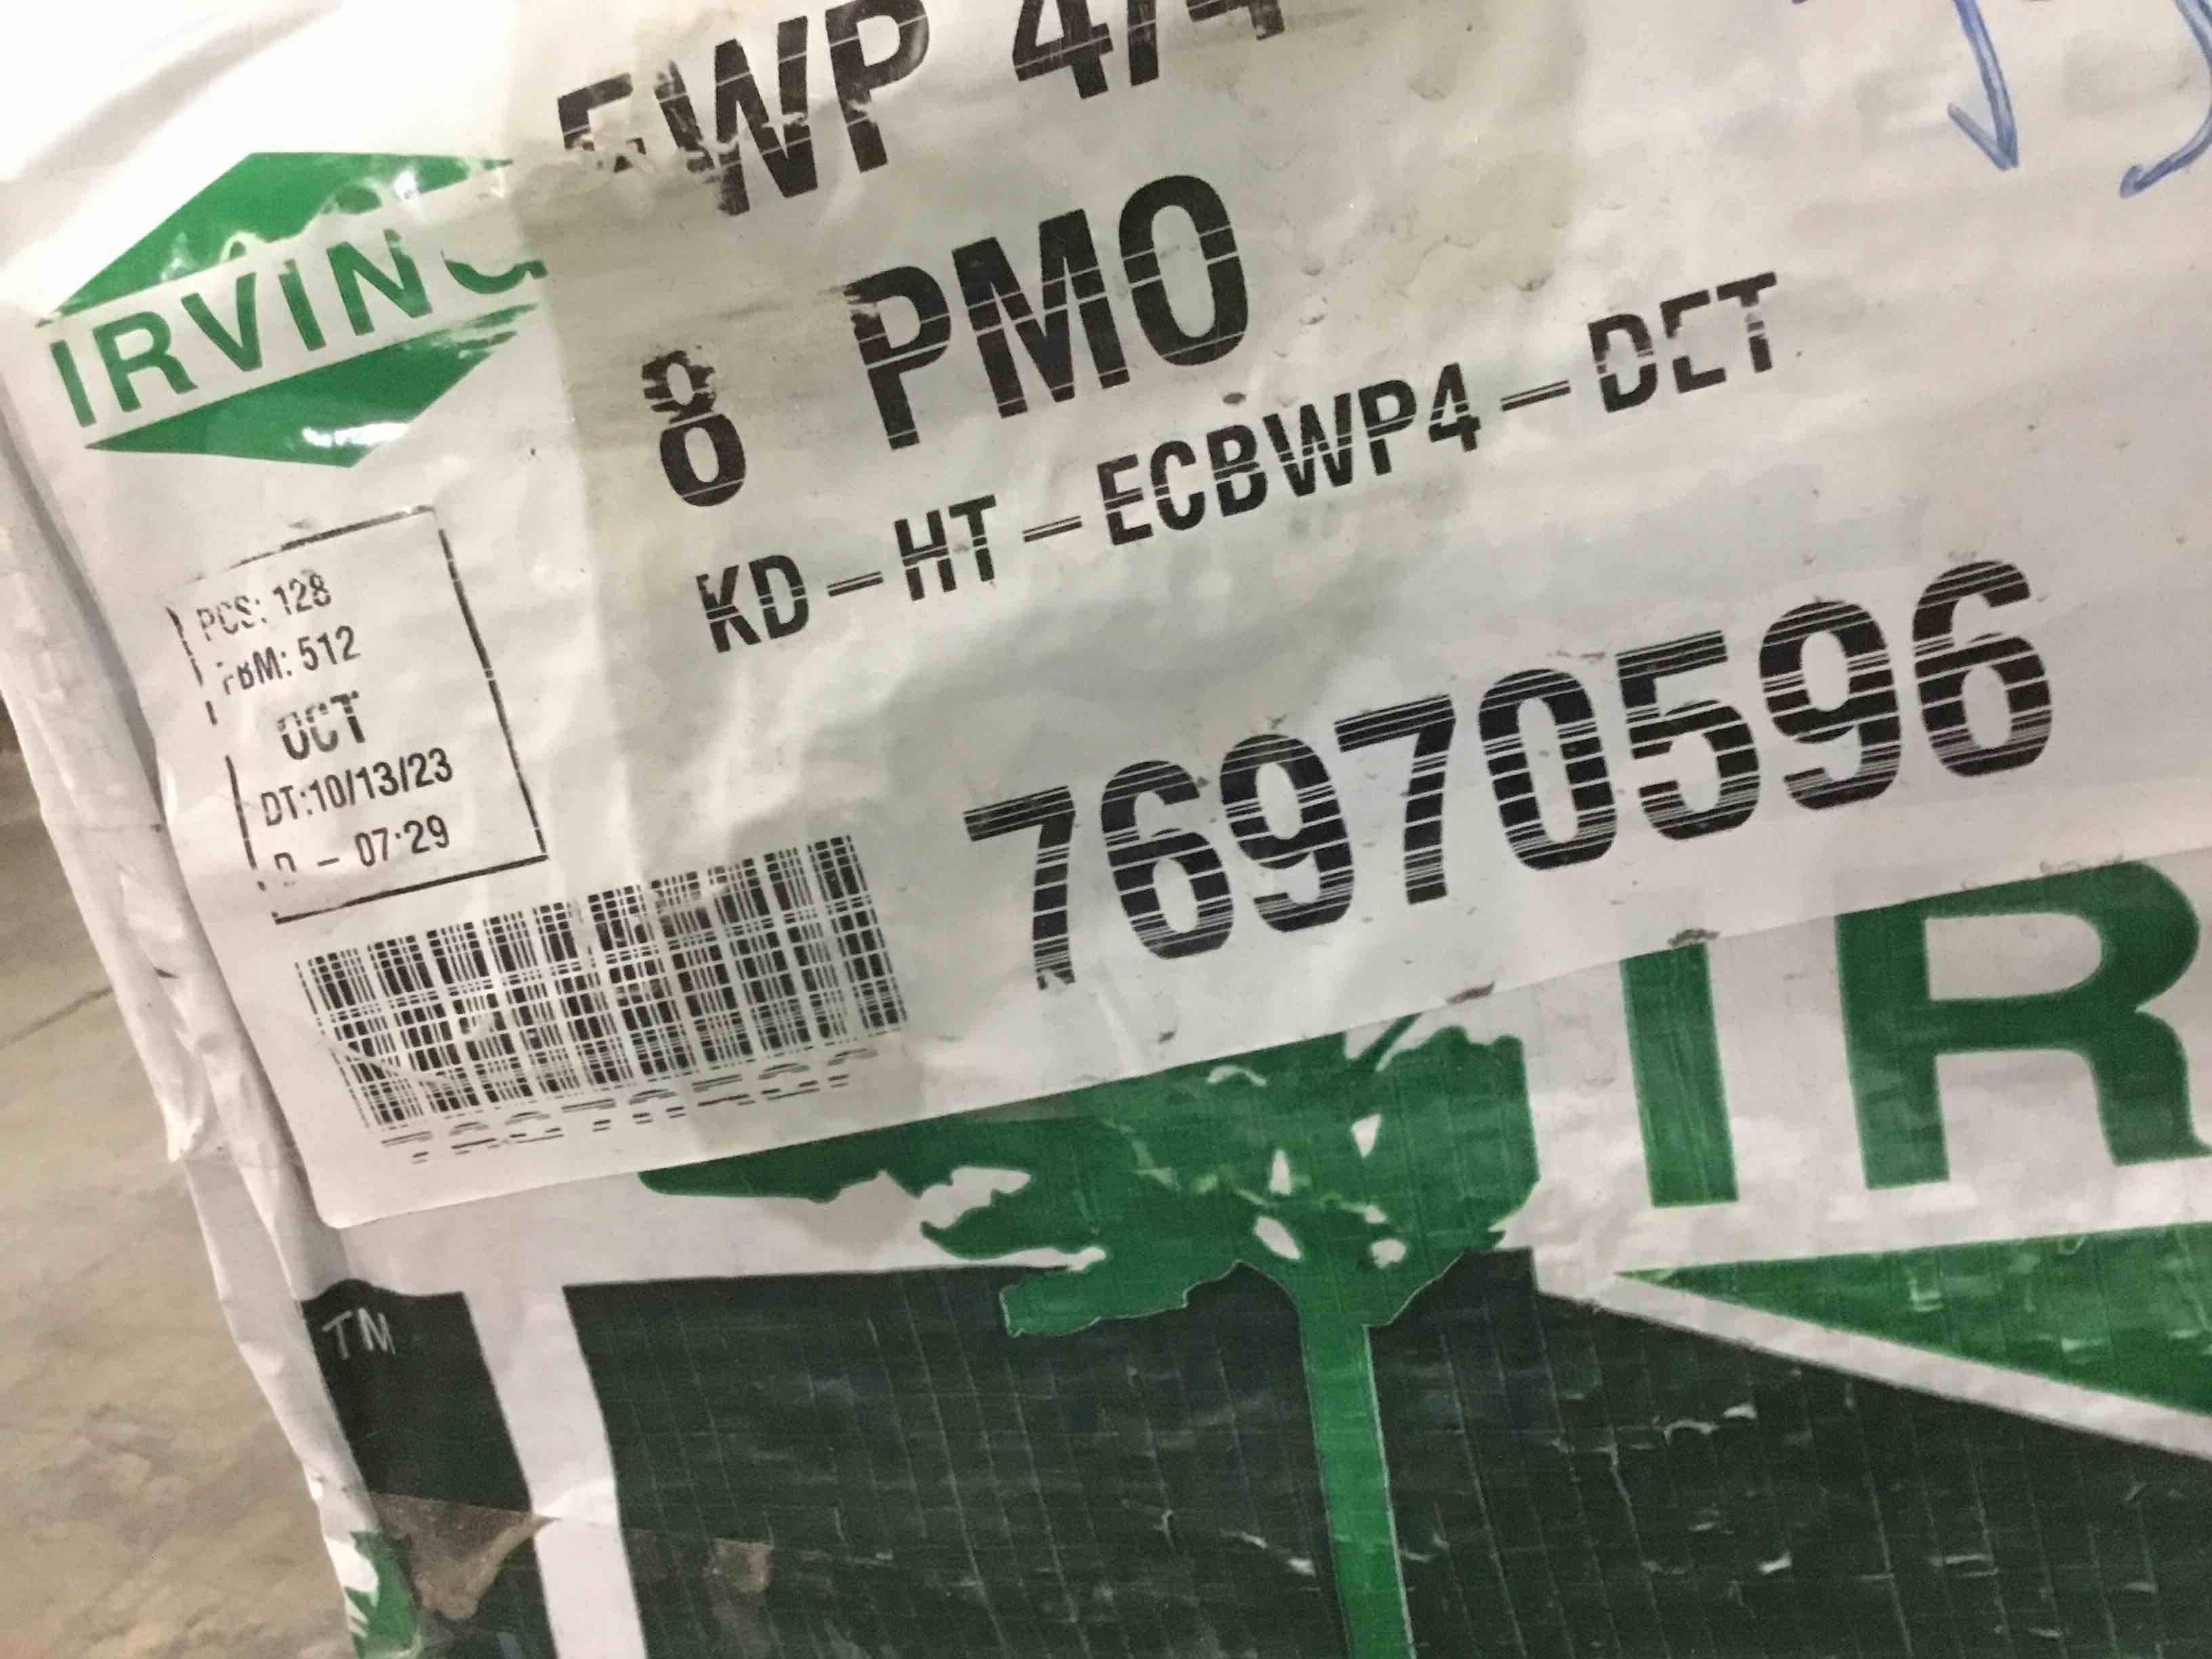 EWP 4/4
IRVING
8 PMO
KD-HT-ECBWP4-DET
PCS: 128
FBM: 512
OCT
DT:10/13/23
- 07:29
76970596
76970596
IR
TM